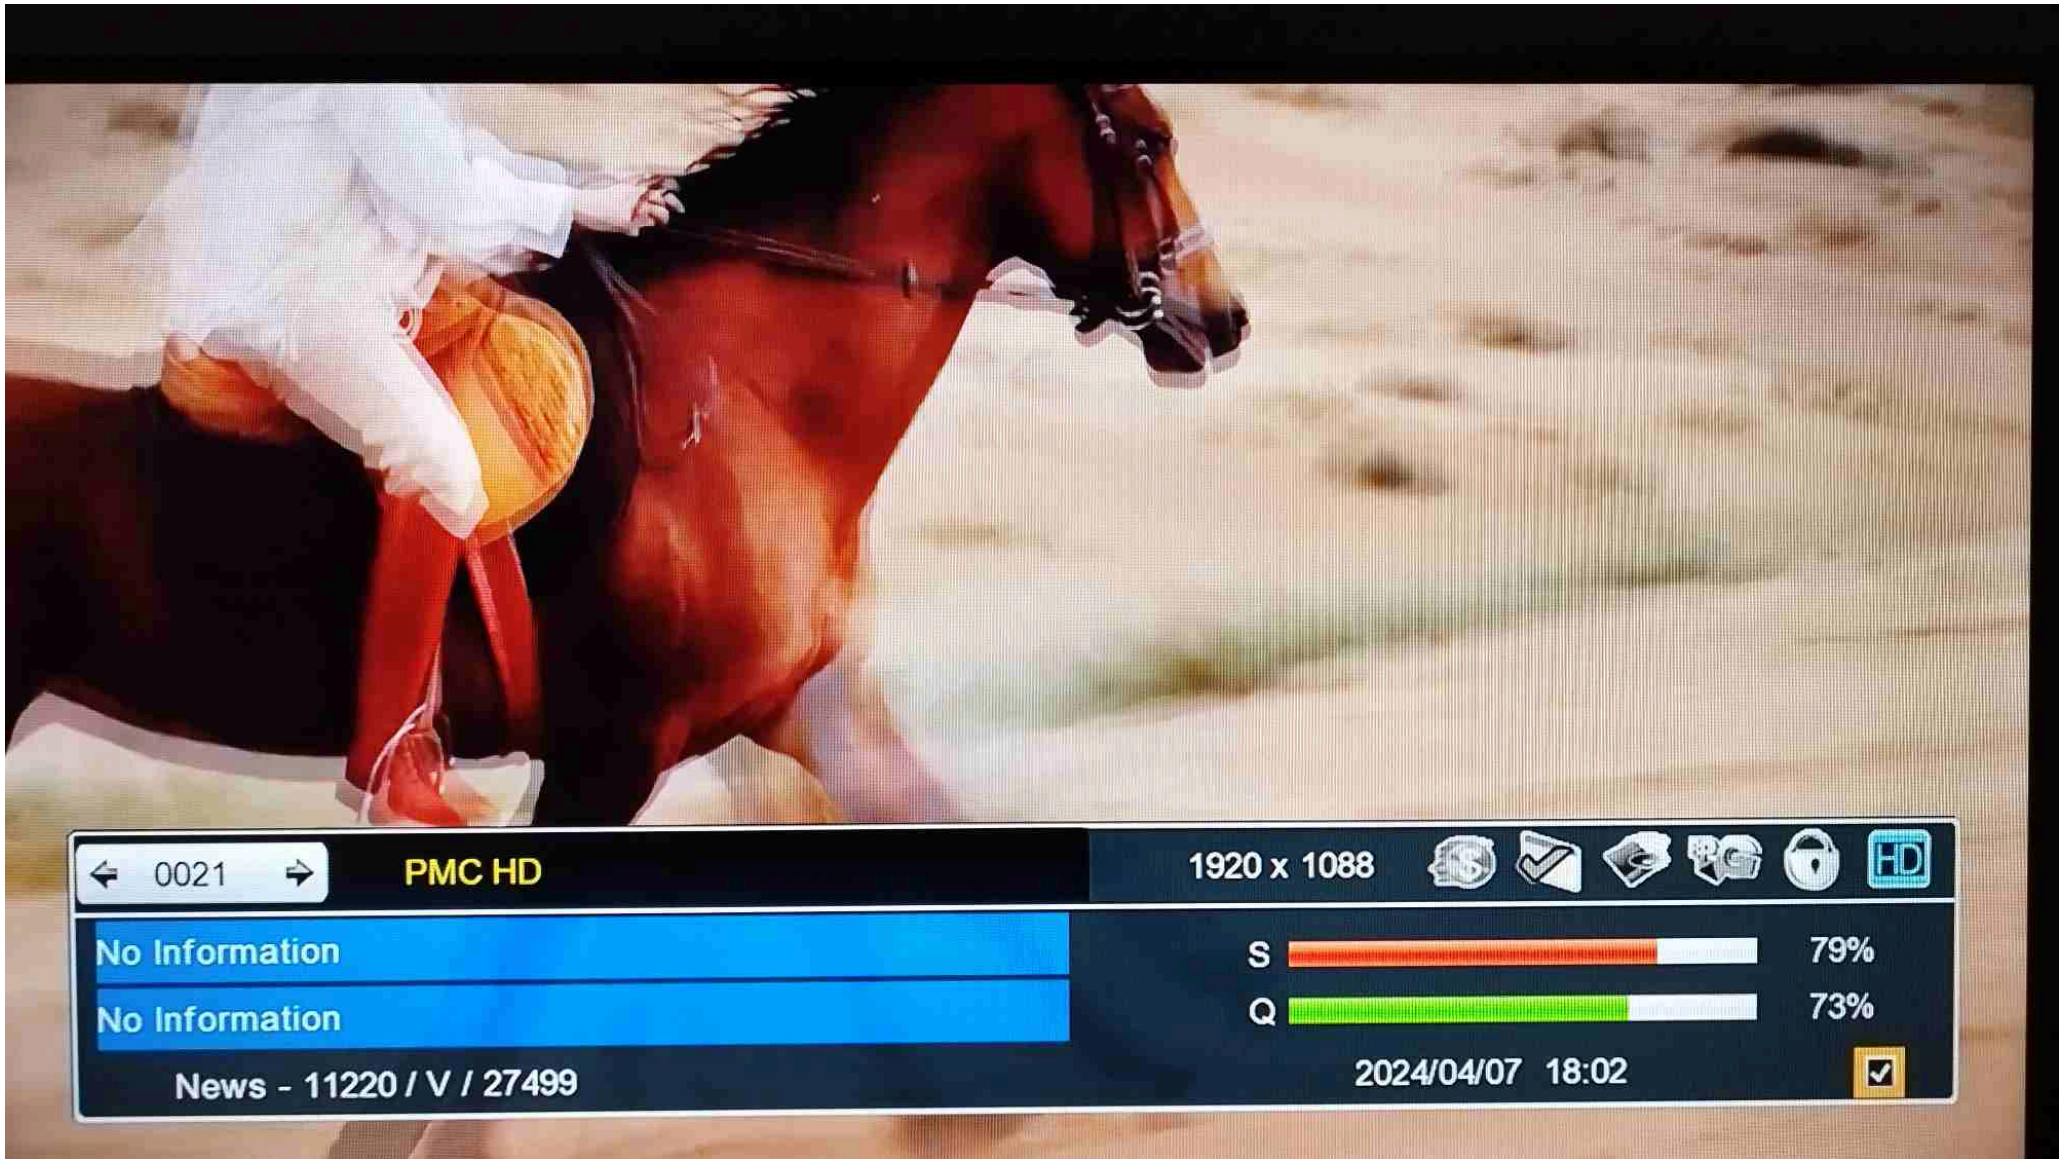 0021
PMC HD
1920 x 1088
HD
No Information
S 79%
No Information
Q 73%
News - 11220 / V / 27499
2024/04/07 18:02